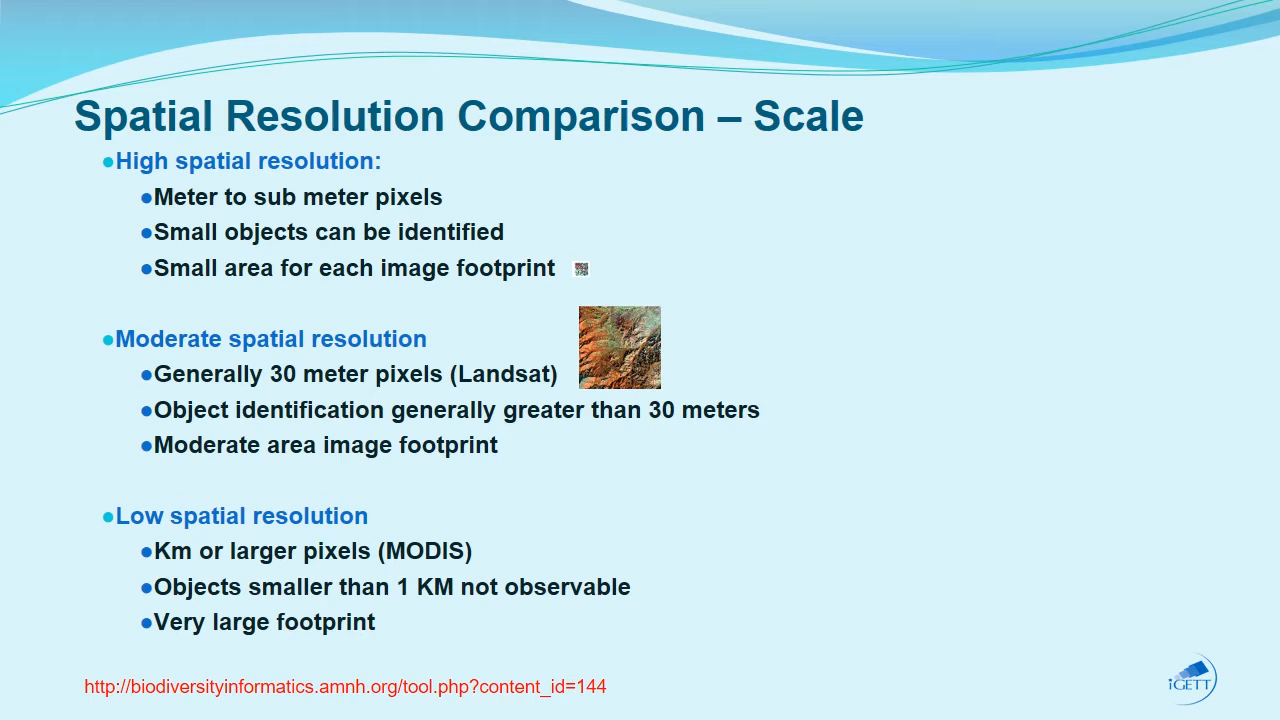 Spatial Resolution Comparison – Scale
●High spatial resolution:
●Meter to sub meter pixels
●Small objects can be identified
●Small area for each image footprint
●Moderate spatial resolution
●Generally 30 meter pixels (Landsat)
●Object identification generally greater than 30 meters
●Moderate area image footprint
●Low spatial resolution
●Km or larger pixels (MODIS)
●Objects smaller than 1 KM not observable
●Very large footprint
http://biodiversityinformatics.amnh.org/tool.php?content_id=144
iGETT